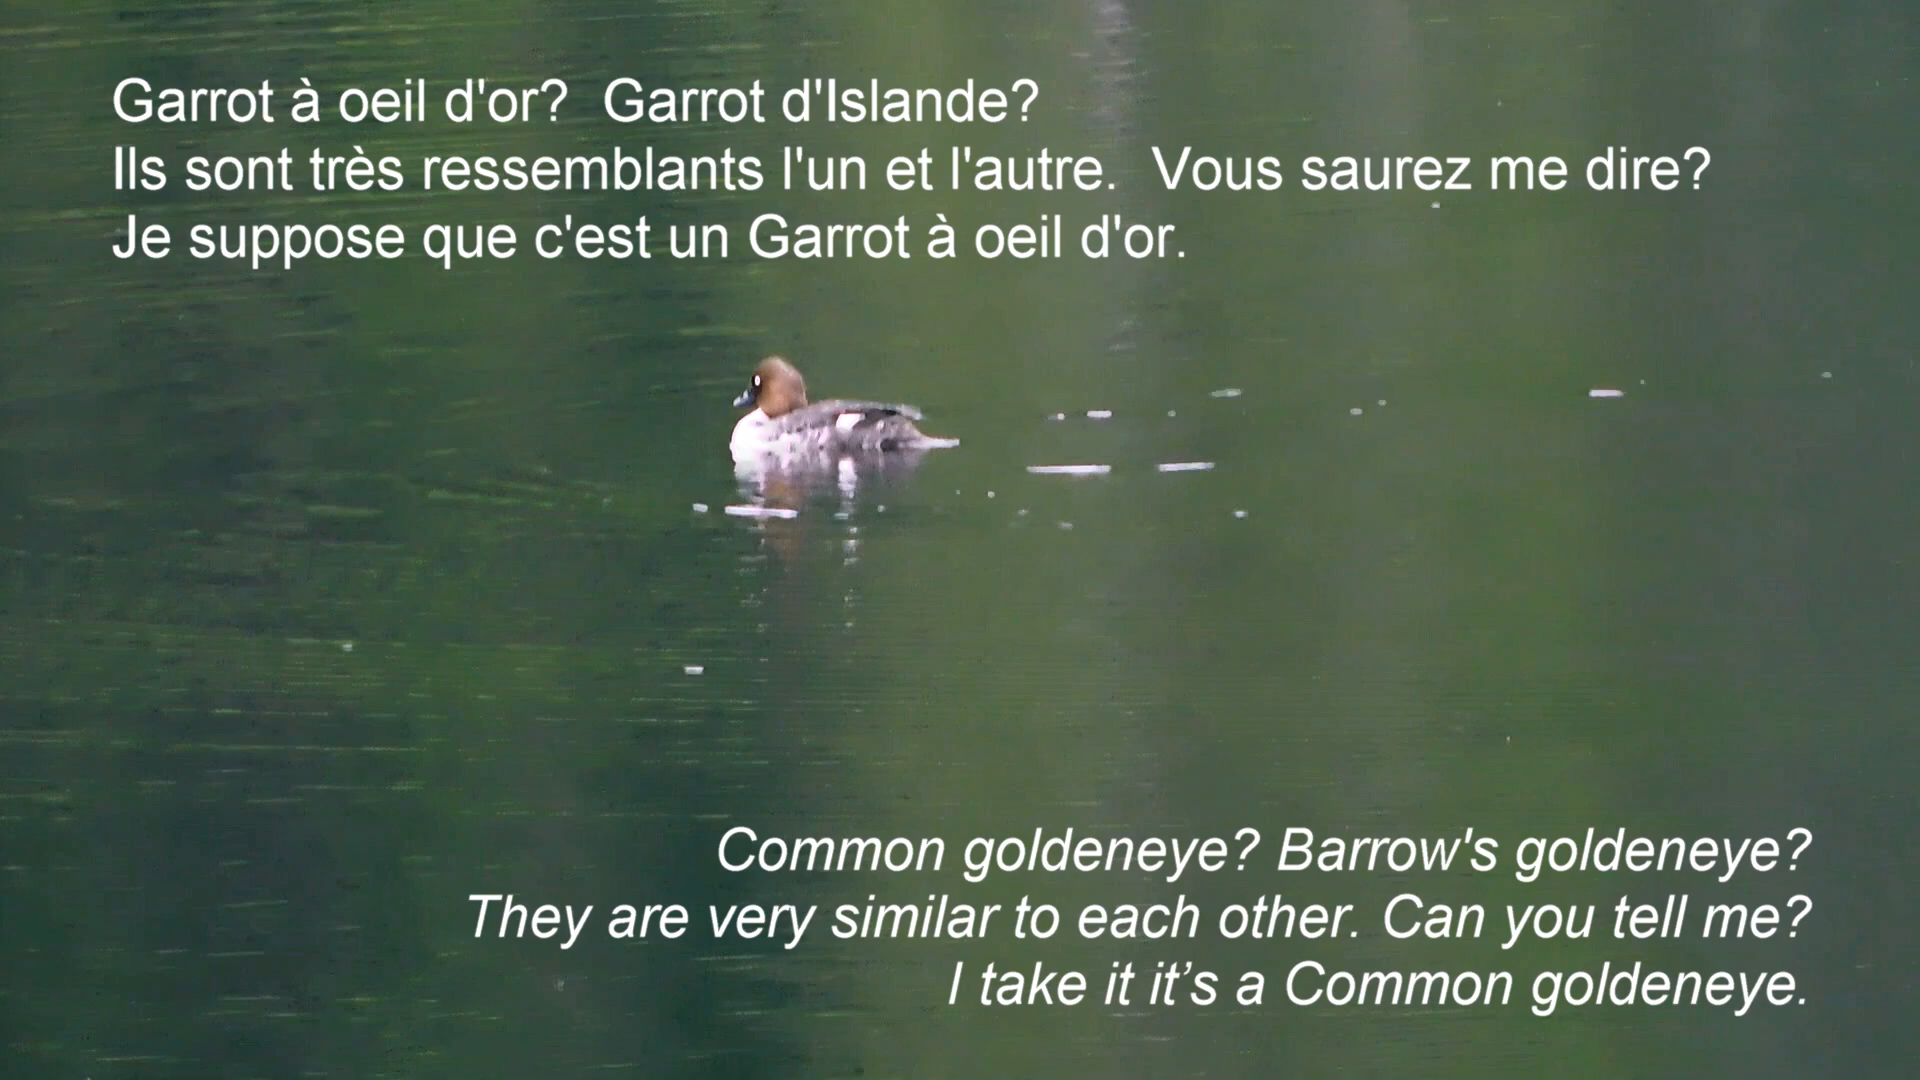 Garrot à oeil d'or?  Garrot d'Islande?
Ils sont très ressemblants l'un et l'autre.  Vous saurez me dire?
Je suppose que c'est un Garrot à oeil d'or.
Common goldeneye? Barrow's goldeneye?
They are very similar to each other. Can you tell me?
I take it it’s a Common goldeneye.